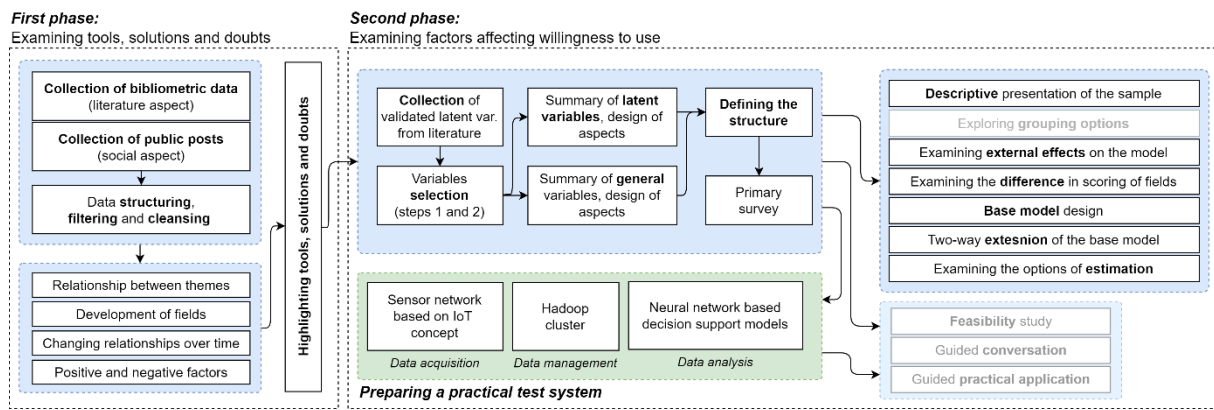 First phase:
Examining tools, solutions and doubts
Collection of bibliometric data
(literature aspect)
Collection of public posts
(social aspect)
Data structuring,
filtering and cleansing
Relationship between themes
Development of fields
Changing relationships over time
Positive and negative factors
Highlighting tools, solutions and doubts
Second phase:
Examining factors affecting willingness to use
Collection of
validated latent var.
from literature
Variables
selection
(steps 1 and 2)
Summary of latent
variables, design of
aspects
Summary of general
variables, design of
aspects
Defining the
structure
Primary
survey
Sensor network
based on IoT
concept
Data acquisition
Hadoop
cluster
Data management
Neural network based
decision support models
Data analysis
Preparing a practical test system
Descriptive presentation of the sample
Exploring grouping options
Examining external effects on the model
Examining the difference in scoring of fields
Base model design
Two-way extesnion of the base model
Examining the options of estimation
Feasibility study
Guided conversation
Guided practical application